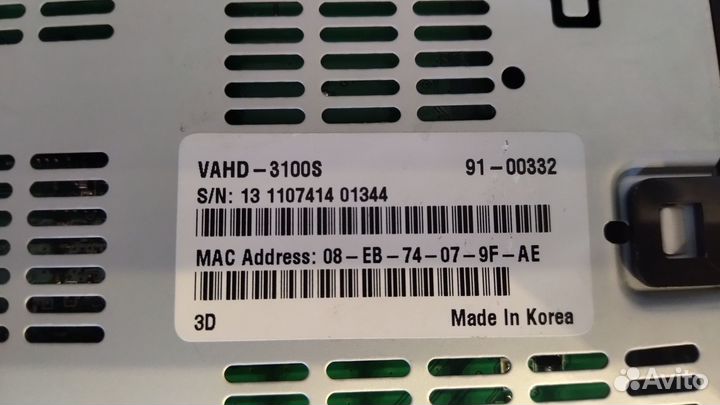 VAHD-3100S 91-00332
S/N: 13 1107414 01344
MAC Address: 08-EB-74-07-9F-AE
3D Made In Korea
Avito